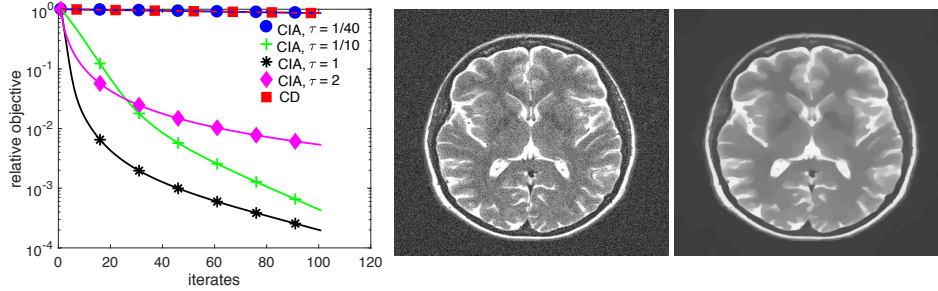 10^0
10^-1
10^-2
10^-3
10^-4
relative objective
0 20 40 60 80 100 120
iterates
CIA, τ = 1/40
CIA, τ = 1/10
CIA, τ = 1
CIA, τ = 2
CD